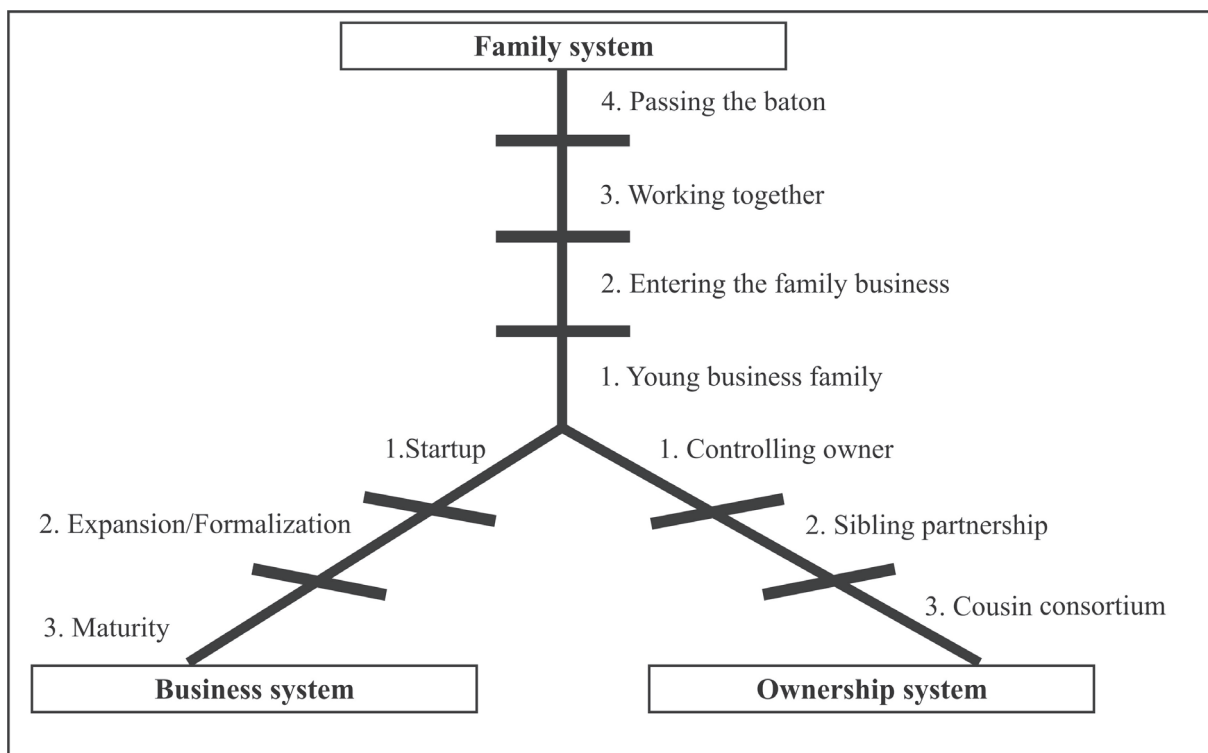 Family system
4. Passing the baton
3. Working together
2. Entering the family business
1. Young business family
1.Startup
1. Controlling owner
2. Expansion/Formalization
2. Sibling partnership
3. Maturity
3. Cousin consortium
Business system
Ownership system